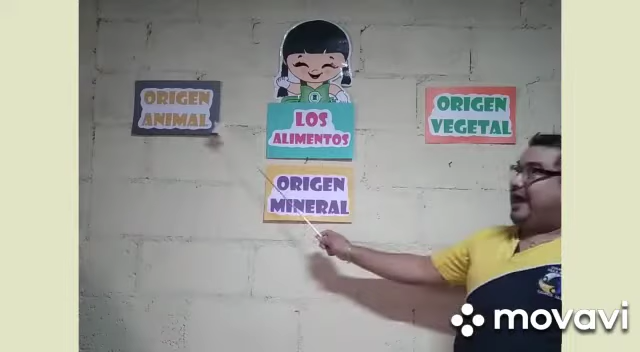 LOS
ALIMENTOS
ORIGEN
ANIMAL
ORIGEN
VEGETAL
ORIGEN
MINERAL
movavi